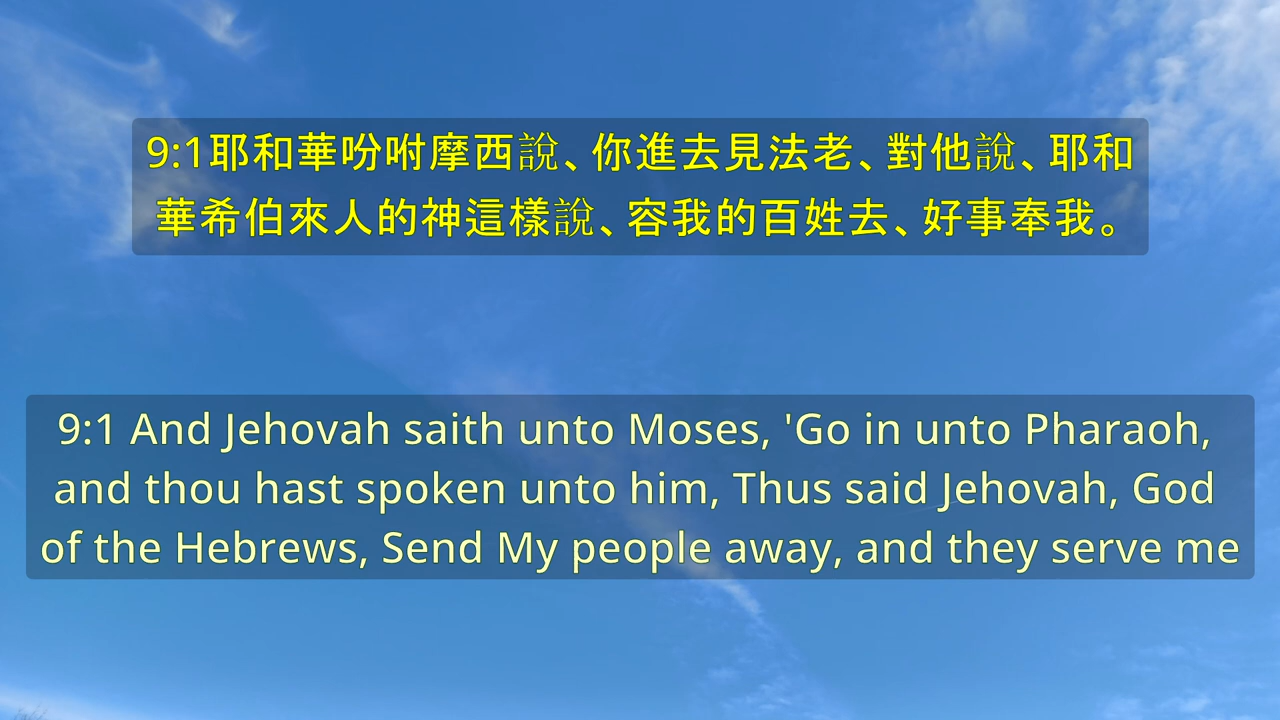 9:1耶和華吩咐摩西說、你進去見法老、對他說、耶和
華希伯來人的神這樣說、容我的百姓去、好事奉我。
9:1 And Jehovah saith unto Moses, 'Go in unto Pharaoh,
and thou hast spoken unto him, Thus said Jehovah, God
of the Hebrews, Send My people away, and they serve me